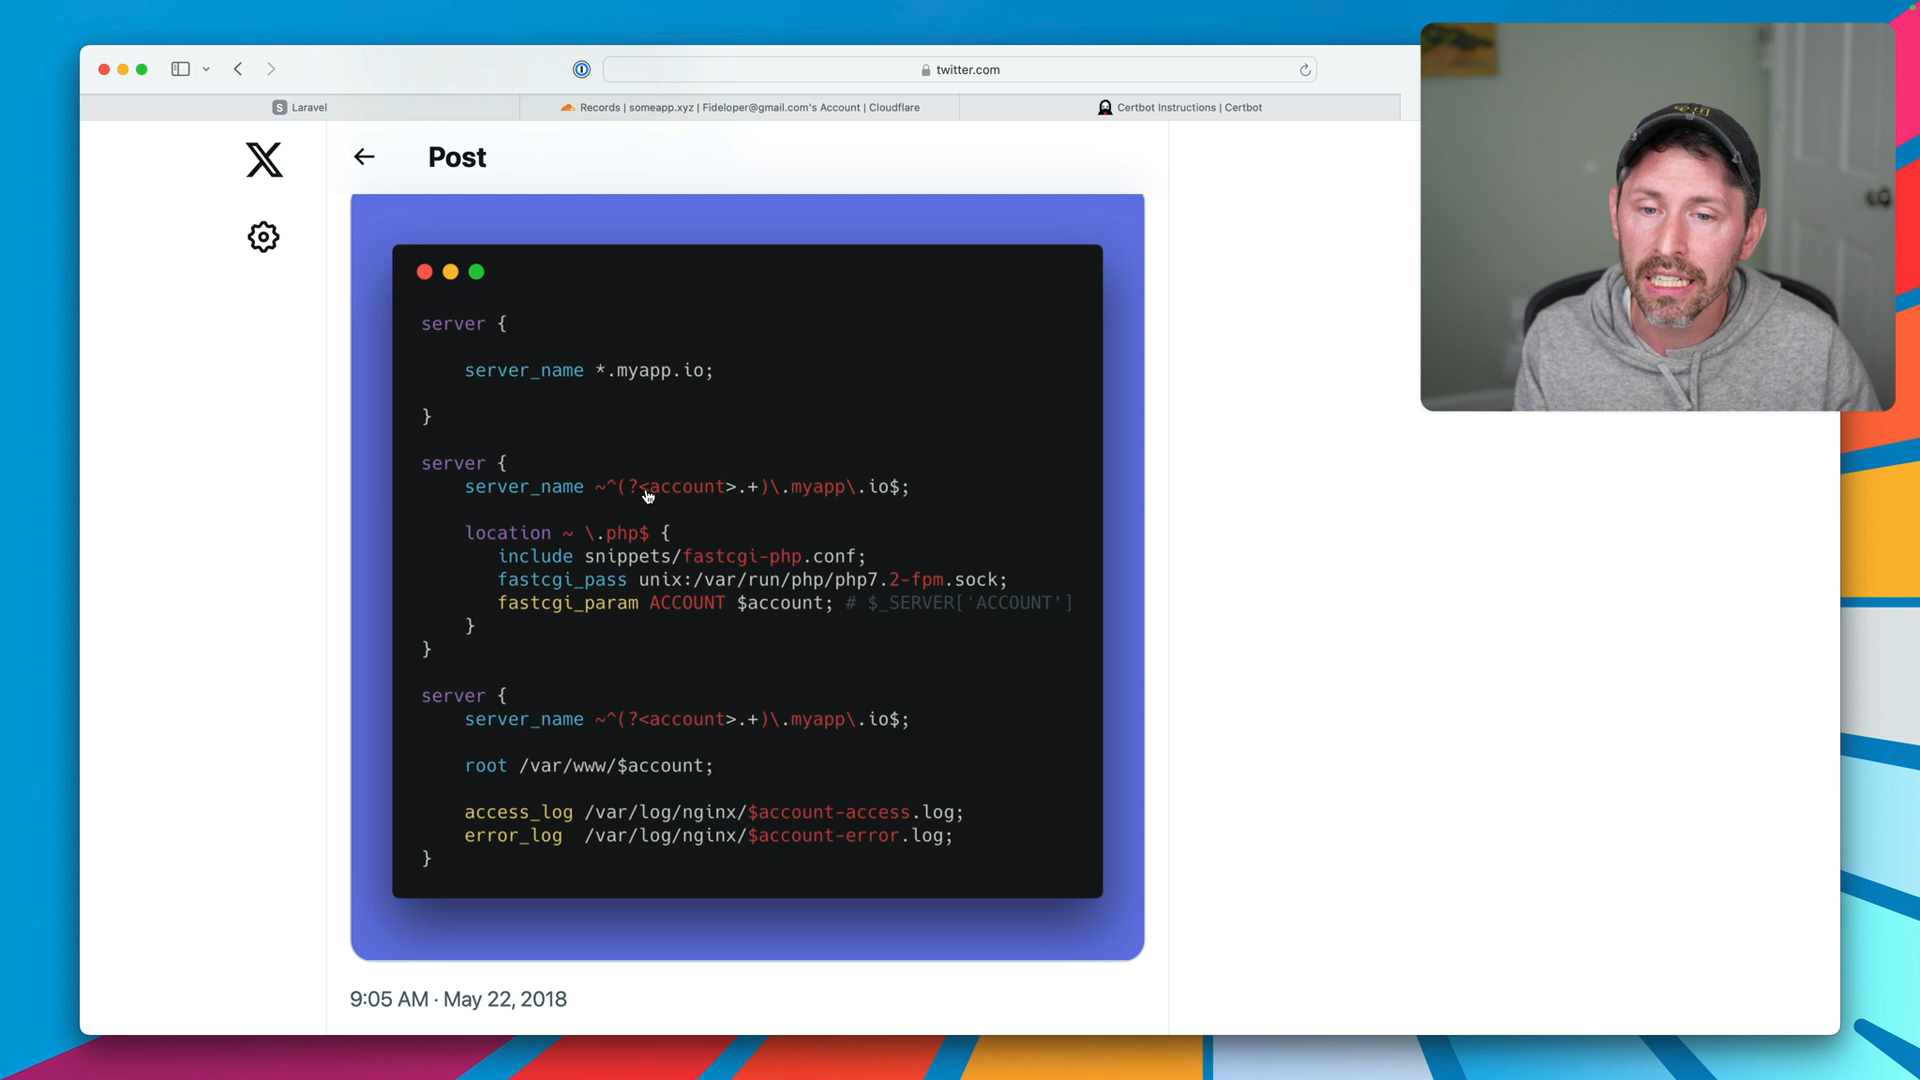 twitter.com
S Laravel
Records | someapp.xyz | Fideloper@gmail.com's Account | Cloudflare
Certbot Instructions | Certbot
X
Post
server {
server_name *.myapp.io;
}
server {
server_name ~^(?<account>.+)\.myapp\.io$;
location ~ \.php$ {
include snippets/fastcgi-php.conf;
fastcgi_pass unix:/var/run/php/php7.2-fpm.sock;
fastcgi_param ACCOUNT $account; # $_SERVER['ACCOUNT']
}
}
server {
server_name ~^(?<account>.+)\.myapp\.io$;
root /var/www/$account;
access_log /var/log/nginx/$account-access.log;
error_log /var/log/nginx/$account-error.log;
}
9:05 AM · May 22, 2018